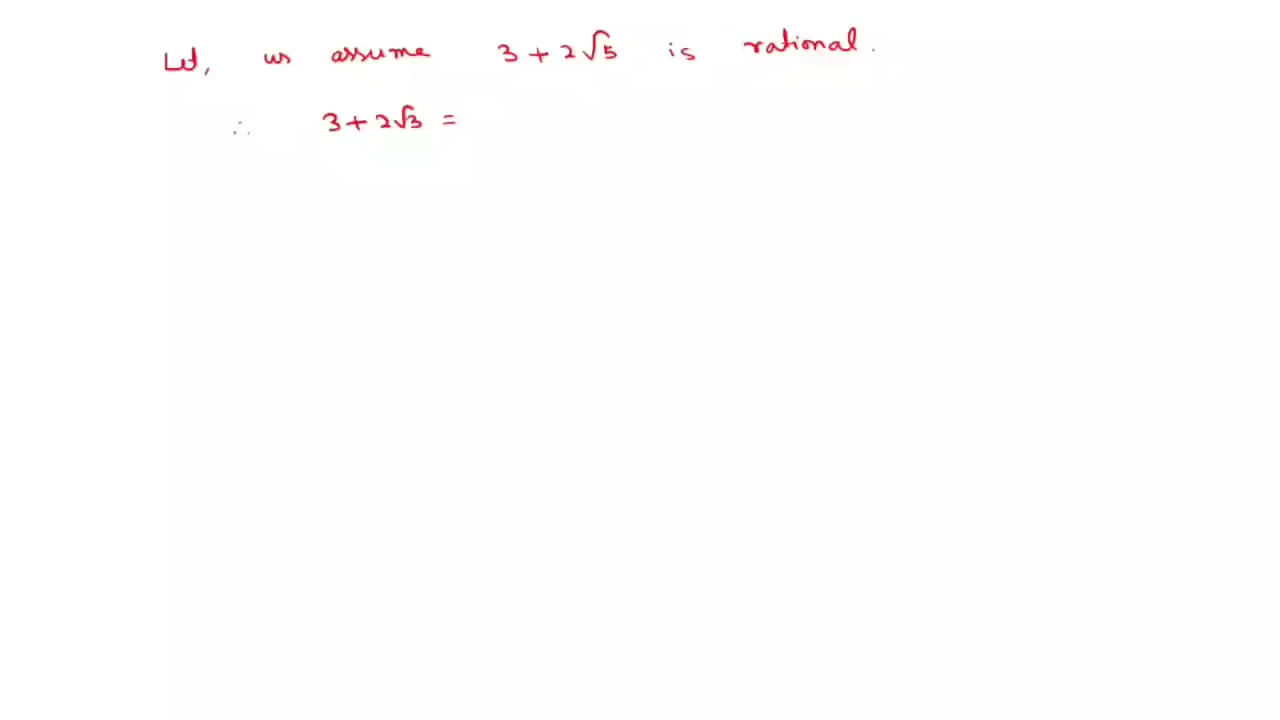 Let, us assume 3 + 2√5 is rational.
∴ 3 + 2√3 =